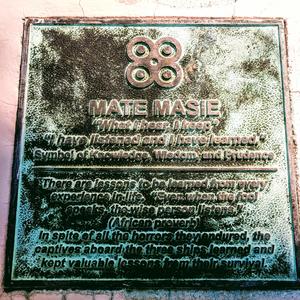 MATE MASIE
"What I hear, I keep."
"I have listened and I have learned."
Symbol of Knowledge, Wisdom, and Prudence
"There are lessons to be learned from every
experience in life. "Even when the fool
speaks, the wise person listens."
(African proverb)
In spite of all the horrors they endured, the
captives aboard the three ships learned and
kept valuable lessons from their survival.